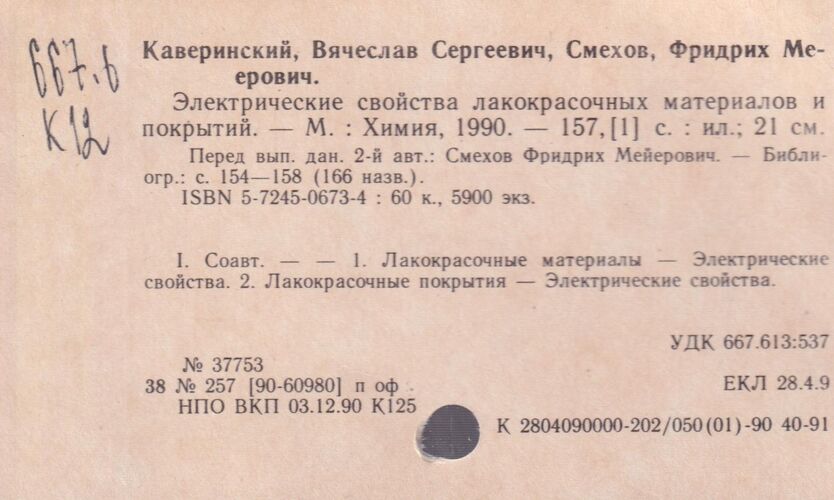 667.6
К12
Каверинский, Вячеслав Сергеевич, Смехов, Фридрих Ме-
ерович.
Электрические свойства лакокрасочных материалов и
покрытий. — М. : Химия, 1990. — 157, [1] с. : ил.; 21 см.
Перед вып. дан. 2-й авт.: Смехов Фридрих Мейерович. — Библи-
огр.: с. 154—158 (166 назв.).
ISBN 5-7245-0673-4 : 60 к., 5900 экз.
I. Соавт. — — 1. Лакокрасочные материалы — Электрические
свойства. 2. Лакокрасочные покрытия — Электрические свойства.
УДК 667.613:537
№ 37753
38 № 257 [90-60980] п оф
ЕКЛ 28.4.9
НПО ВКП 03.12.90 К125
К 2804090000-202/050(01)-90 40-91